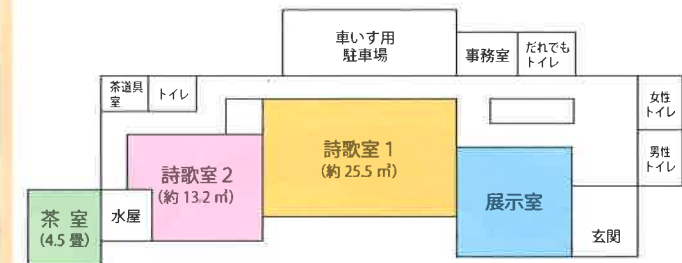 車いす用
駐車場
事務室
だれでも
トイレ
茶道具
室
トイレ
女性
トイレ
詩歌室1
(約 25.5 ㎡)
男性
トイレ
詩歌室2
(約 13.2 ㎡)
展示室
茶 室
(4.5 畳)
水屋
玄関